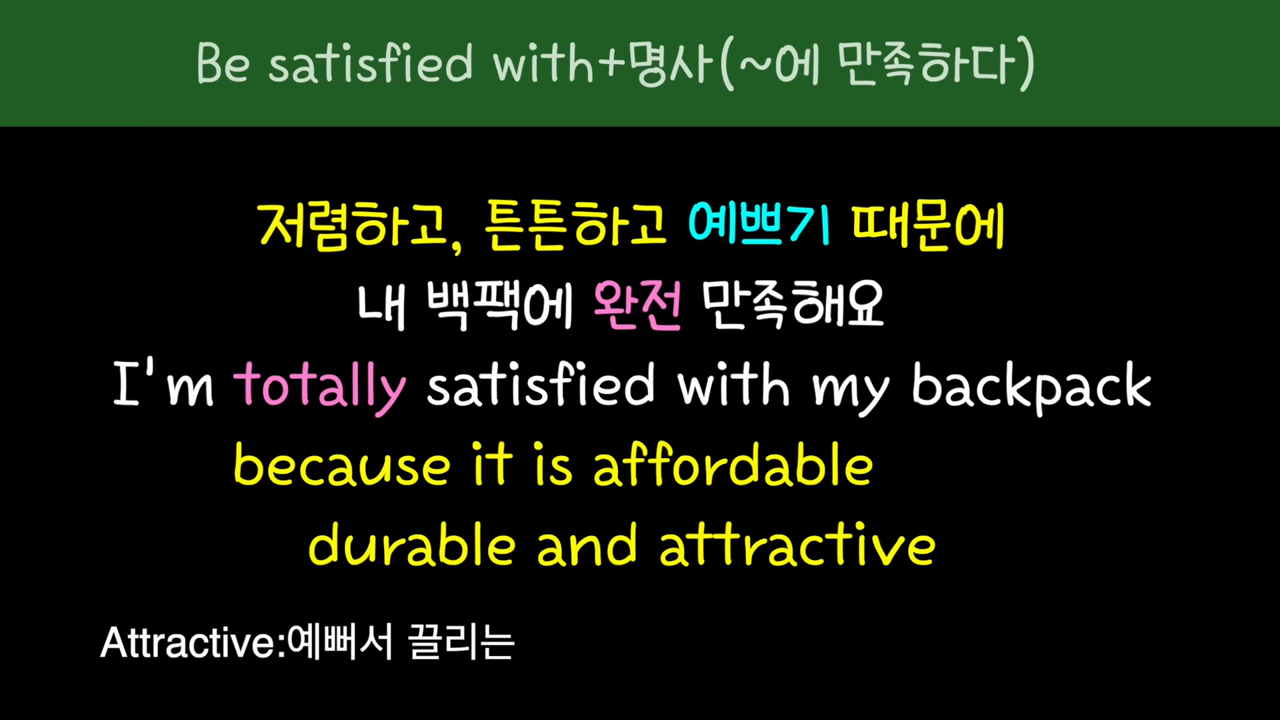 Be satisfied with+명사(~에 만족하다)
저렴하고, 튼튼하고 예쁘기 때문에
내 백팩에 완전 만족해요
I'm totally satisfied with my backpack
because it is affordable
durable and attractive
Attractive:예뻐서 끌리는